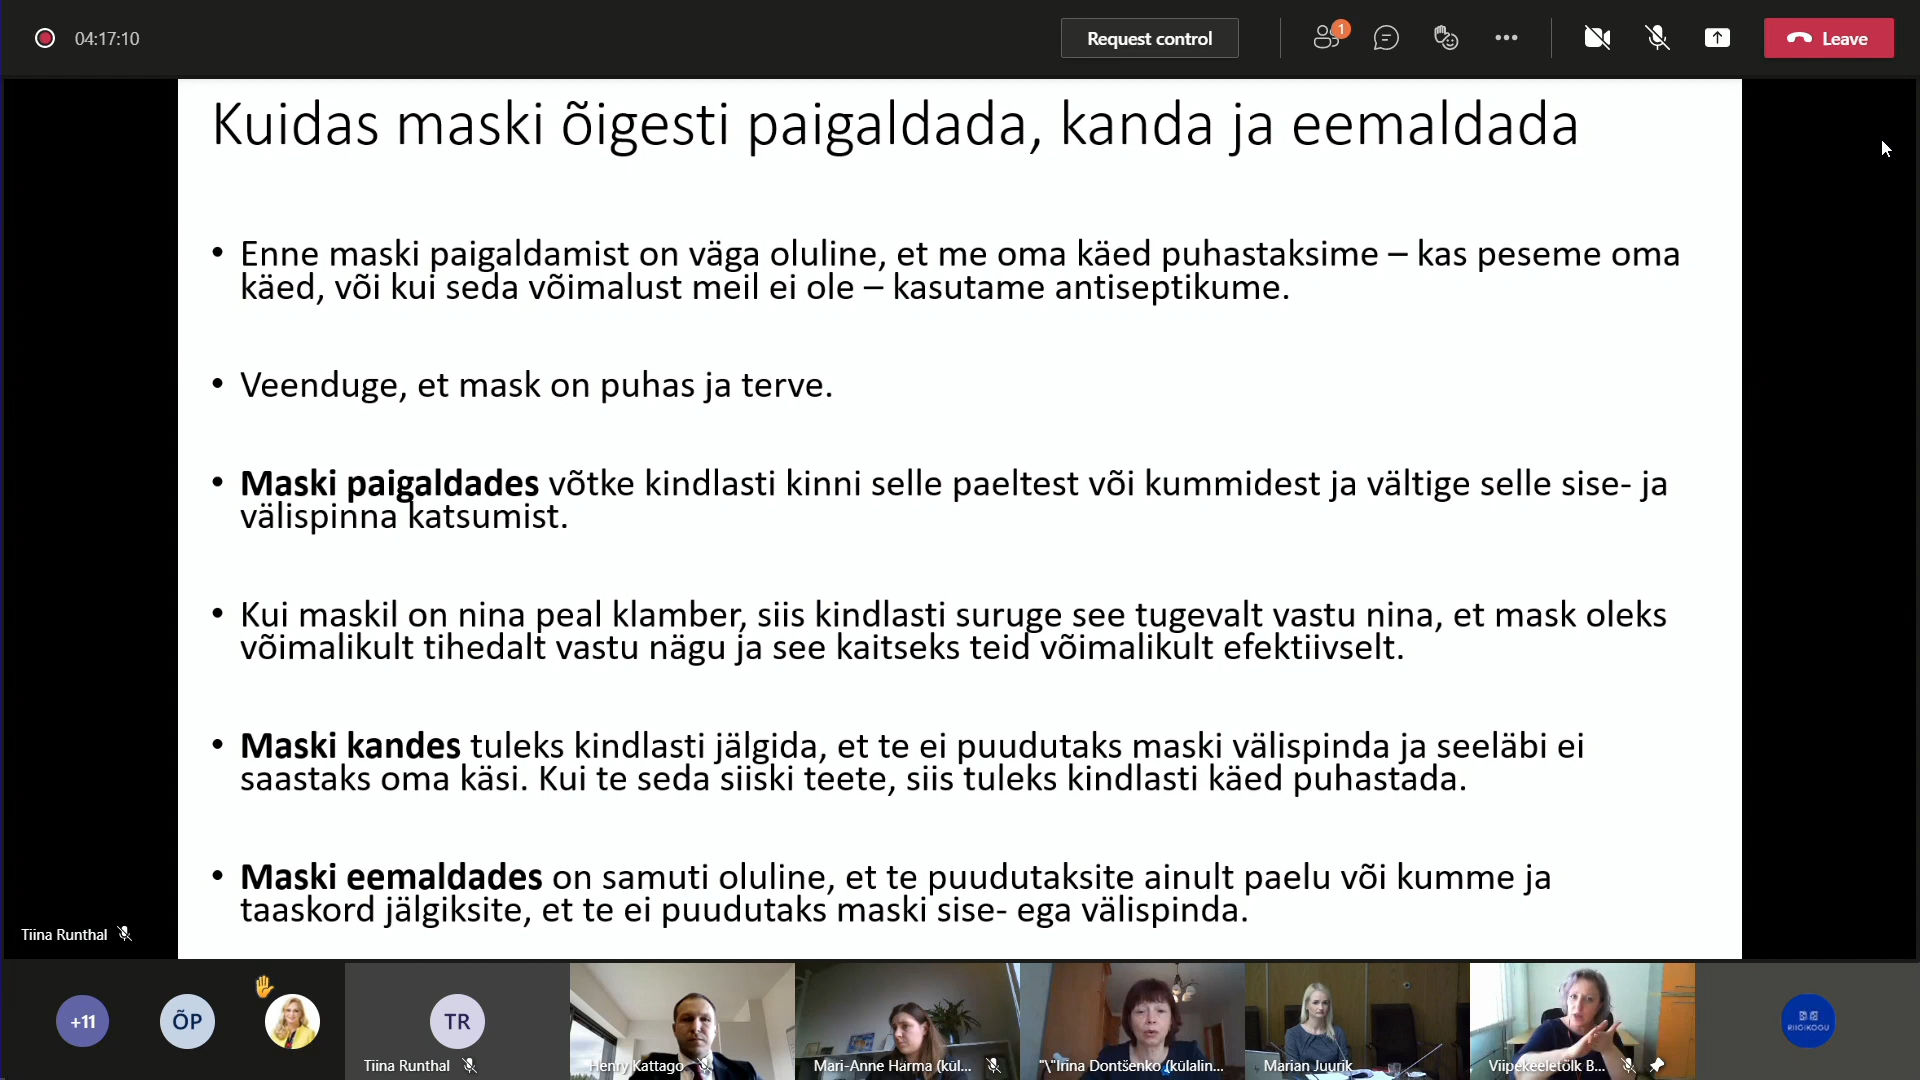 04:17:10
Request control
1
Leave
Kuidas maski õigesti paigaldada, kanda ja eemaldada
• Enne maski paigaldamist on väga oluline, et me oma käed puhastaksime – kas peseme oma
käed, või kui seda võimalust meil ei ole – kasutame antiseptikume.
• Veenduge, et mask on puhas ja terve.
• Maski paigaldades võtke kindlasti kinni selle paeltest või kummidest ja vältige selle sise- ja
välispinna katsumist.
• Kui maskil on nina peal klamber, siis kindlasti suruge see tugevalt vastu nina, et mask oleks
võimalikult tihedalt vastu nägu ja see kaitseks teid võimalikult efektiivselt.
• Maski kandes tuleks kindlasti jälgida, et te ei puudutaks maski välispinda ja seeläbi ei
saastaks oma käsi. Kui te seda siiski teete, siis tuleks kindlasti käed puhastada.
• Maski eemaldades on samuti oluline, et te puudutaksite ainult paelu või kumme ja
taaskord jälgiksite, et te ei puudutaks maski sise- ega välispinda.
Tiina Runthal
+11
ÕP
TR
Tiina Runthal
Henry Kattago
Mari-Anne Härma (kül...
"\"Irina Dontšenko (külalin...
Marian Juurik
Viipekeeletõlk B...
RIIGIKOGU